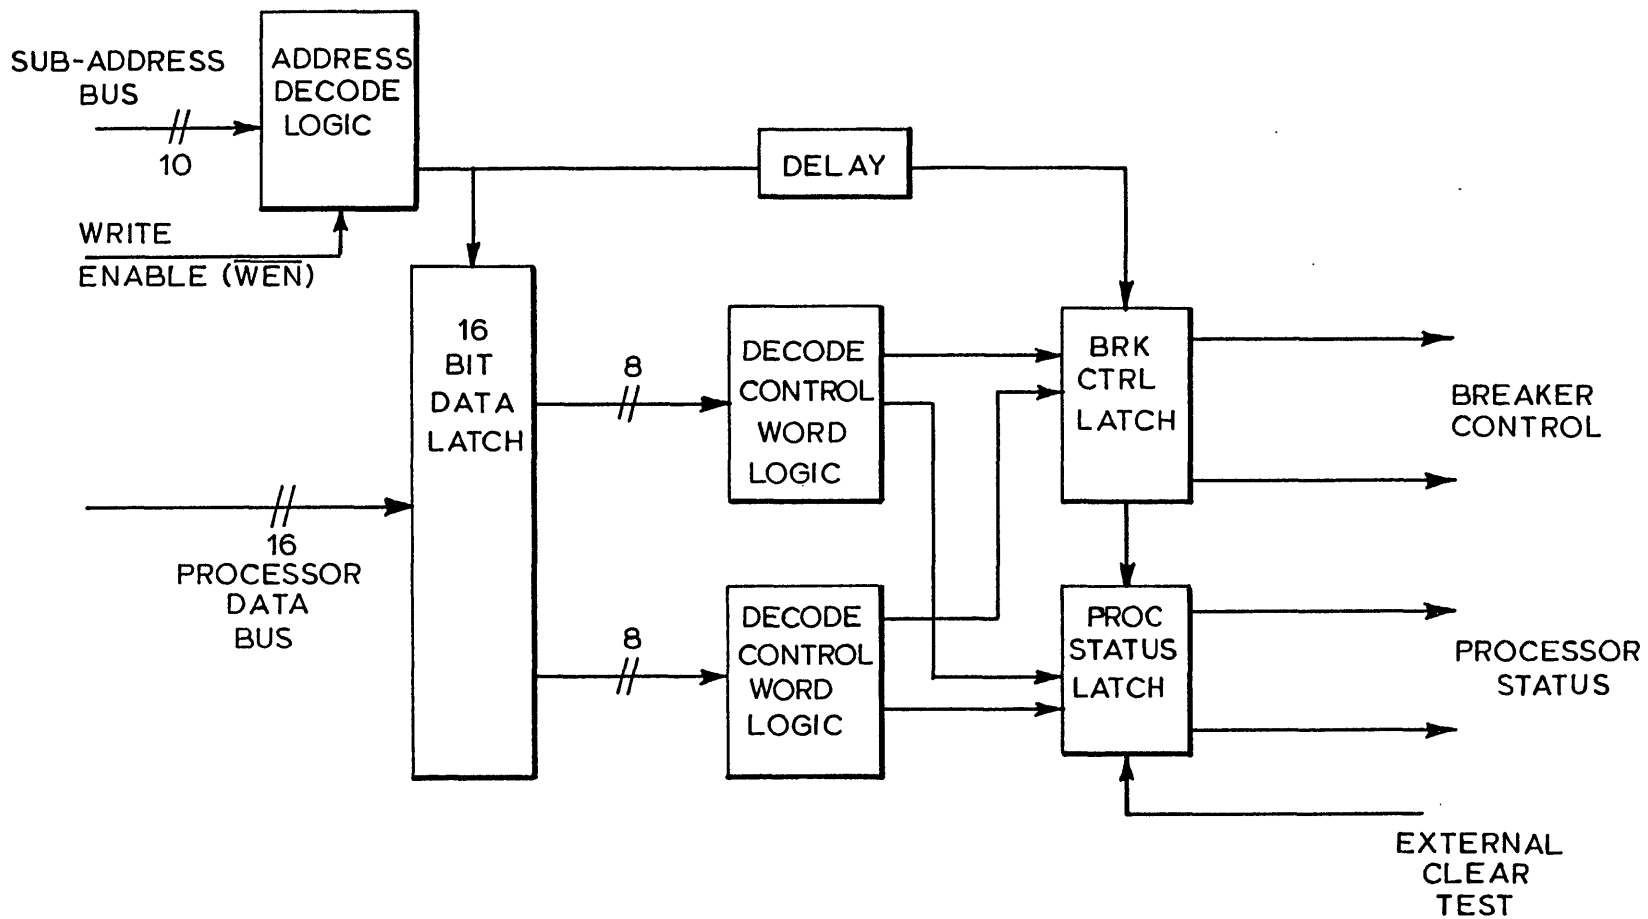 SUB-ADDRESS
BUS
10
ADDRESS
DECODE
LOGIC
WRITE
ENABLE (WEN)
DELAY
16
BIT
DATA
LATCH
16
PROCESSOR
DATA
BUS
8
8
DECODE
CONTROL
WORD
LOGIC
DECODE
CONTROL
WORD
LOGIC
BRK
CTRL
LATCH
PROC
STATUS
LATCH
BREAKER
CONTROL
PROCESSOR
STATUS
EXTERNAL
CLEAR
TEST